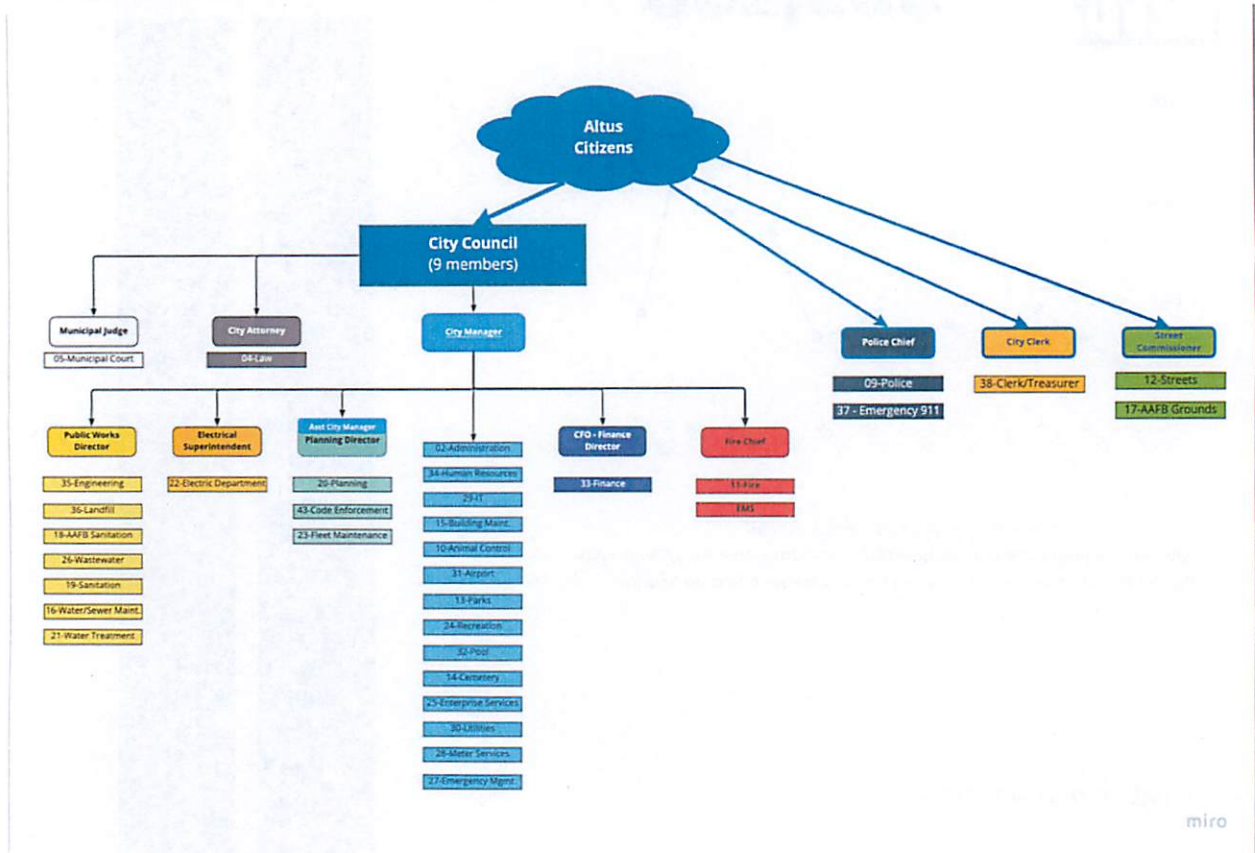 Altus
Citizens
City Council
(9 members)
Municipal Judge
05-Municipal Court
City Attorney
04-Law
City Manager
Police Chief
09-Police
37 - Emergency 911
City Clerk
38-Clerk/Treasurer
Street
Commissioner
12-Streets
17-AAFB Grounds
Public Works
Director
35-Engineering
36-Landfill
18-AAFB Sanitation
26-Wastewater
19-Sanitation
16-Water/Sewer Maint.
21-Water Treatment
Electrical
Superintendent
22-Electric Department
Asst City Manager
Planning Director
20-Planning
43-Code Enforcement
23-Fleet Maintenance
02-Administration
34-Human Resources
29-IT
15-Building Maint.
10-Animal Control
31-Airport
13-Parks
24-Recreation
32-Pool
14-Cemetery
25-Enterprise Services
30-Utilities
28-Meter Services
27-Emergency Mgmt.
CFO - Finance
Director
33-Finance
Fire Chief
11-Fire
EMS
miro